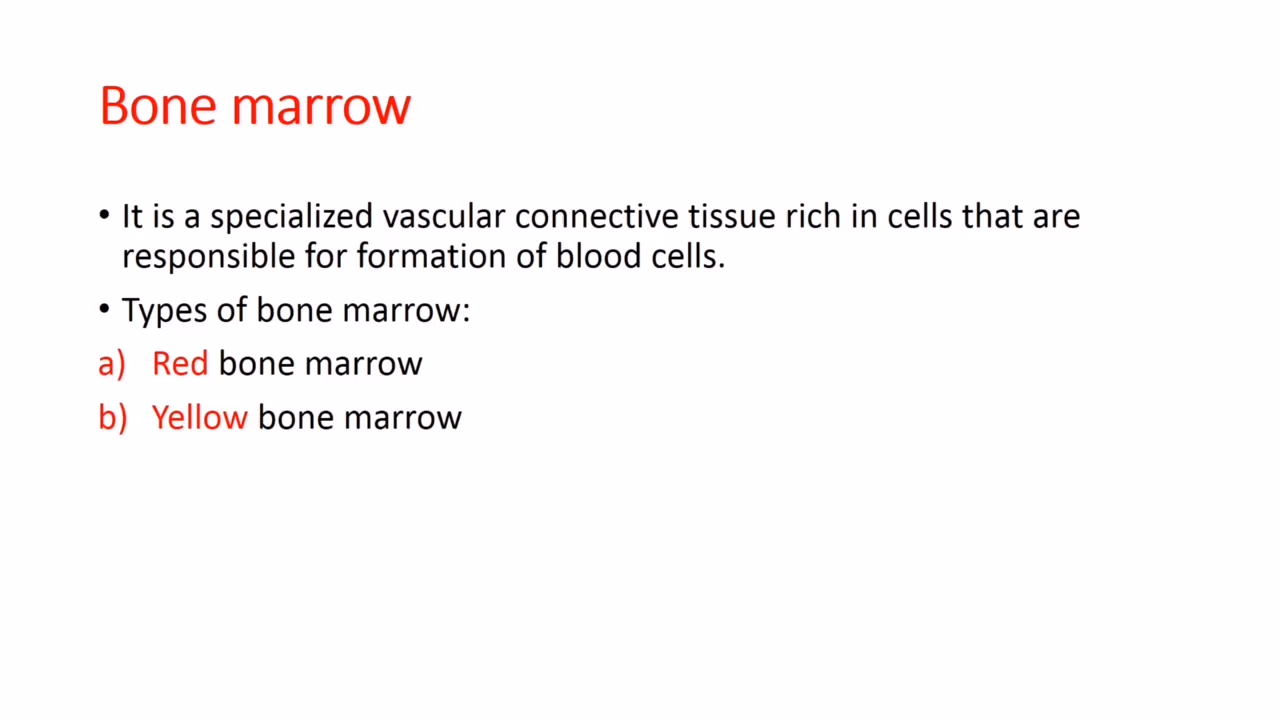 Bone marrow
• It is a specialized vascular connective tissue rich in cells that are
responsible for formation of blood cells.
• Types of bone marrow:
a) Red bone marrow
b) Yellow bone marrow